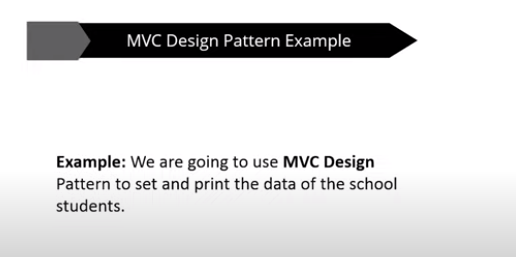 MVC Design Pattern Example
Example: We are going to use MVC Design
Pattern to set and print the data of the school
students.